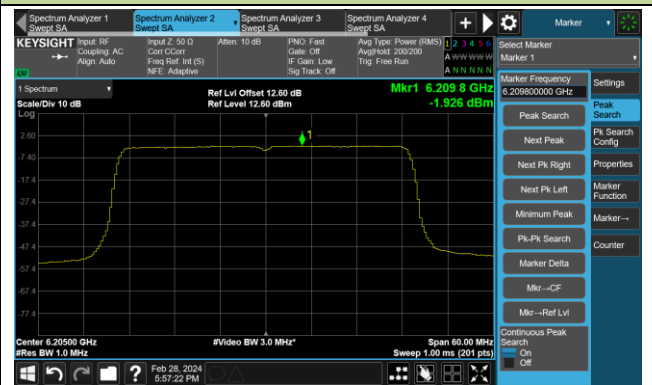 Spectrum Analyzer 1
Swept SA
Spectrum Analyzer 2
Swept SA
Spectrum Analyzer 3
Swept SA
Spectrum Analyzer 4
Swept SA
+
Marker
KEYSIGHT
Input: RF
Coupling: AC
Align: Auto
Input Z: 50 Ω
Corr CCorr
Freq Ref: Int (S)
NFE: Adaptive
Atten: 10 dB
PNO: Fast
Gate: Off
IF Gain: Low
Sig Track: Off
Avg Type: Power (RMS)
Avg|Hold: 200/200
Trig: Free Run
1 2 3 4 5 6
A W W W W W
A N N N N N
LXI
Select Marker
Marker 1
1 Spectrum
Scale/Div 10 dB
Log
Ref Lvl Offset 12.60 dB
Ref Level 12.60 dBm
Mkr1 6.209 8 GHz
-1.926 dBm
Marker Frequency
6.209800000 GHz
Settings
Peak Search
Next Peak
Next Pk Right
Next Pk Left
Minimum Peak
Pk-Pk Search
Marker Delta
Mkr→CF
Mkr→Ref Lvl
Continuous Peak
Search
On
Off
Peak
Search
Pk Search
Config
Properties
Marker
Function
Marker→
Counter
1
2.60
-7.40
-17.4
-27.4
-37.4
-47.4
-57.4
-67.4
-77.4
Center 6.20500 GHz
#Res BW 1.0 MHz
#Video BW 3.0 MHz*
Span 60.00 MHz
Sweep 1.00 ms (201 pts)
?
Feb 28, 2024
5:57:22 PM